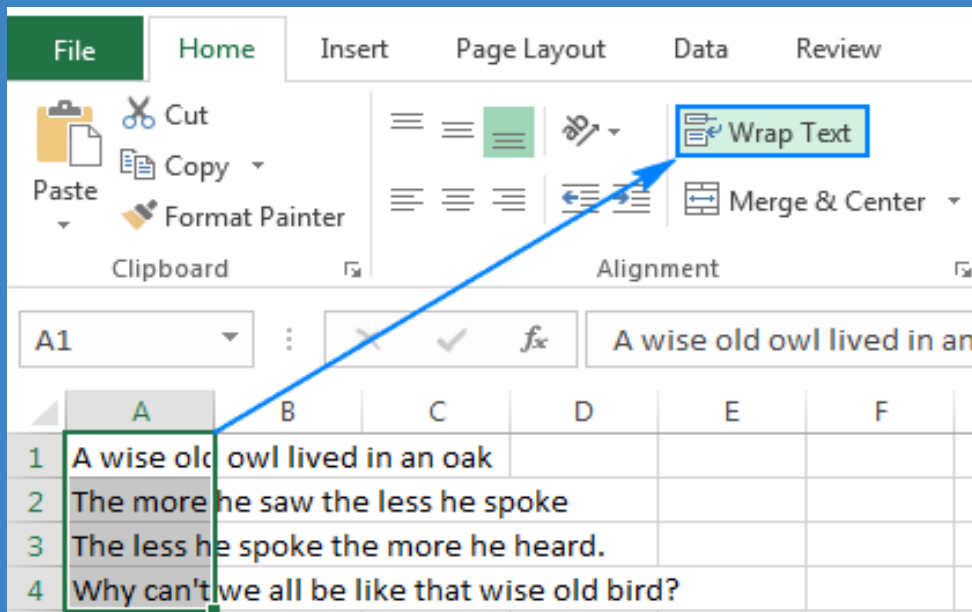 File Home Insert Page Layout Data Review
Cut
Copy
Format Painter
Paste
Wrap Text
Merge & Center
Clipboard Alignment
A1 fx A wise old owl lived in an
A B C D E F
1 A wise old owl lived in an oak
2 The more he saw the less he spoke
3 The less he spoke the more he heard.
4 Why can't we all be like that wise old bird?